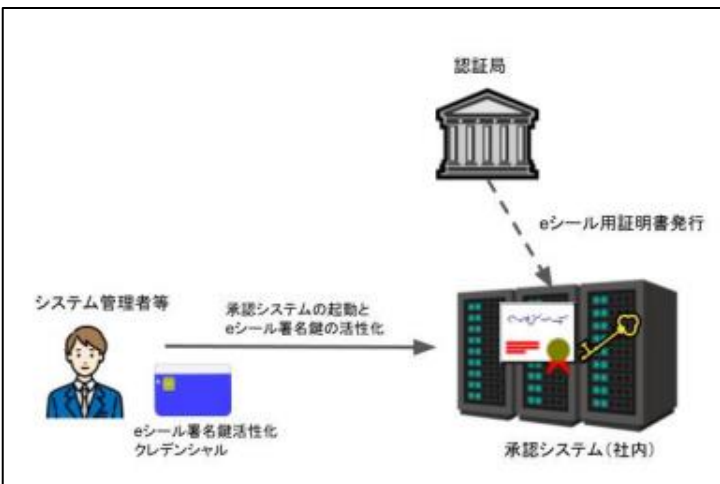 認証局
eシール用証明書発行
システム管理者等
承認システムの起動と
eシール署名鍵の活性化
eシール署名鍵活性化
クレデンシャル
承認システム(社内)